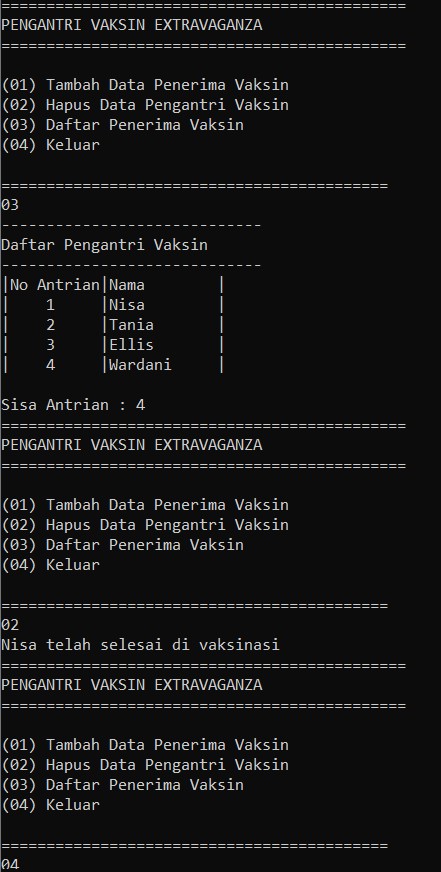 =============================================
PENGANTRI VAKSIN EXTRAVAGANZA
=============================================
(01) Tambah Data Penerima Vaksin
(02) Hapus Data Pengantri Vaksin
(03) Daftar Penerima Vaksin
(04) Keluar
===========================================
03
-----------------------------
Daftar Pengantri Vaksin
-----------------------------
|No Antrian|Nama        |
|    1     |Nisa        |
|    2     |Tania       |
|    3     |Ellis       |
|    4     |Wardani     |
Sisa Antrian : 4
=============================================
PENGANTRI VAKSIN EXTRAVAGANZA
=============================================
(01) Tambah Data Penerima Vaksin
(02) Hapus Data Pengantri Vaksin
(03) Daftar Penerima Vaksin
(04) Keluar
===========================================
02
Nisa telah selesai di vaksinasi
=============================================
PENGANTRI VAKSIN EXTRAVAGANZA
=============================================
(01) Tambah Data Penerima Vaksin
(02) Hapus Data Pengantri Vaksin
(03) Daftar Penerima Vaksin
(04) Keluar
===========================================
04